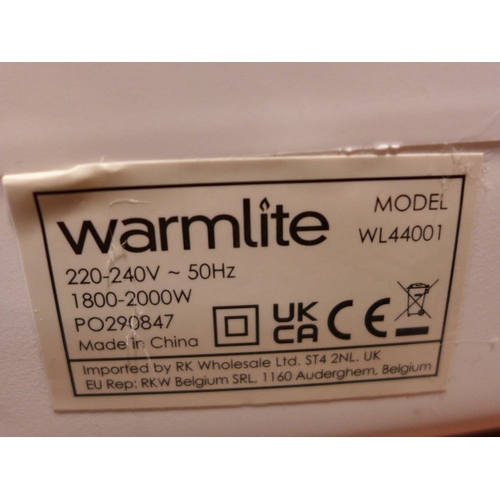 warmlite
MODEL
WL44001
220-240V ~ 50Hz
1800-2000W
PO290847
Made in China
UK
CA
CE
Imported by RK Wholesale Ltd. ST4 2NL. UK
EU Rep: RKW Belgium SRL, 1160 Auderghem, Belgium